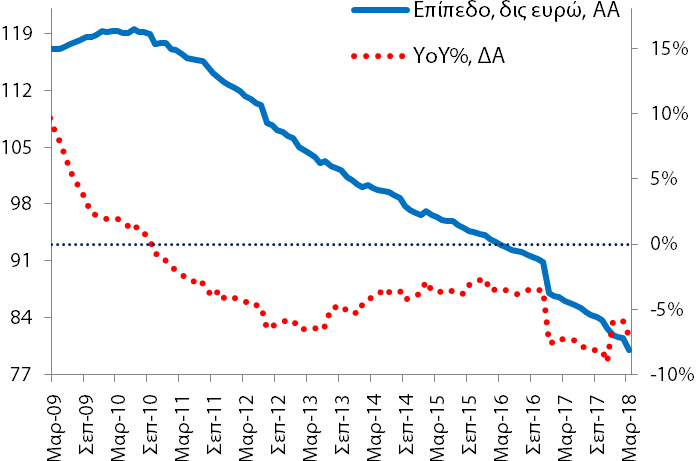 Επίπεδο, δις ευρώ, ΑΑ
YoY%, ΔΑ
119
112
105
98
91
84
77
15%
10%
5%
0%
-5%
-10%
Μαρ-09
Σεπ-09
Μαρ-10
Σεπ-10
Μαρ-11
Σεπ-11
Μαρ-12
Σεπ-12
Μαρ-13
Σεπ-13
Μαρ-14
Σεπ-14
Μαρ-15
Σεπ-15
Μαρ-16
Σεπ-16
Μαρ-17
Σεπ-17
Μαρ-18